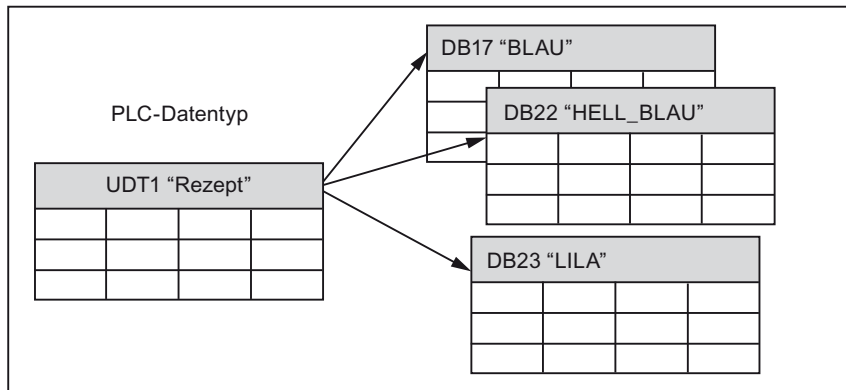 DB17 “BLAU”
PLC-Datentyp
DB22 “HELL_BLAU”
UDT1 “Rezept”
DB23 “LILA”